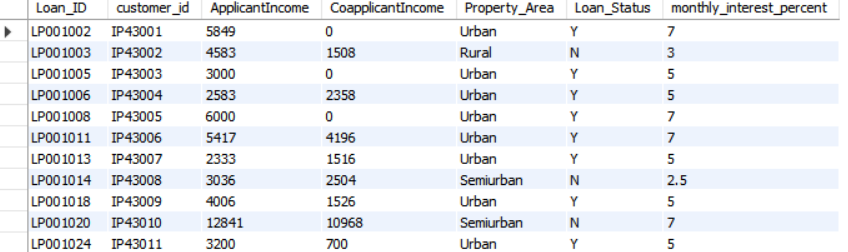 Loan_ID customer_id ApplicantIncome CoapplicantIncome Property_Area Loan_Status monthly_interest_percent
LP001002 IP43001 5849 0 Urban Y 7
LP001003 IP43002 4583 1508 Rural N 3
LP001005 IP43003 3000 0 Urban Y 5
LP001006 IP43004 2583 2358 Urban Y 5
LP001008 IP43005 6000 0 Urban Y 7
LP001011 IP43006 5417 4196 Urban Y 7
LP001013 IP43007 2333 1516 Urban Y 5
LP001014 IP43008 3036 2504 Semiurban N 2.5
LP001018 IP43009 4006 1526 Urban Y 5
LP001020 IP43010 12841 10968 Semiurban N 7
LP001024 IP43011 3200 700 Urban Y 5